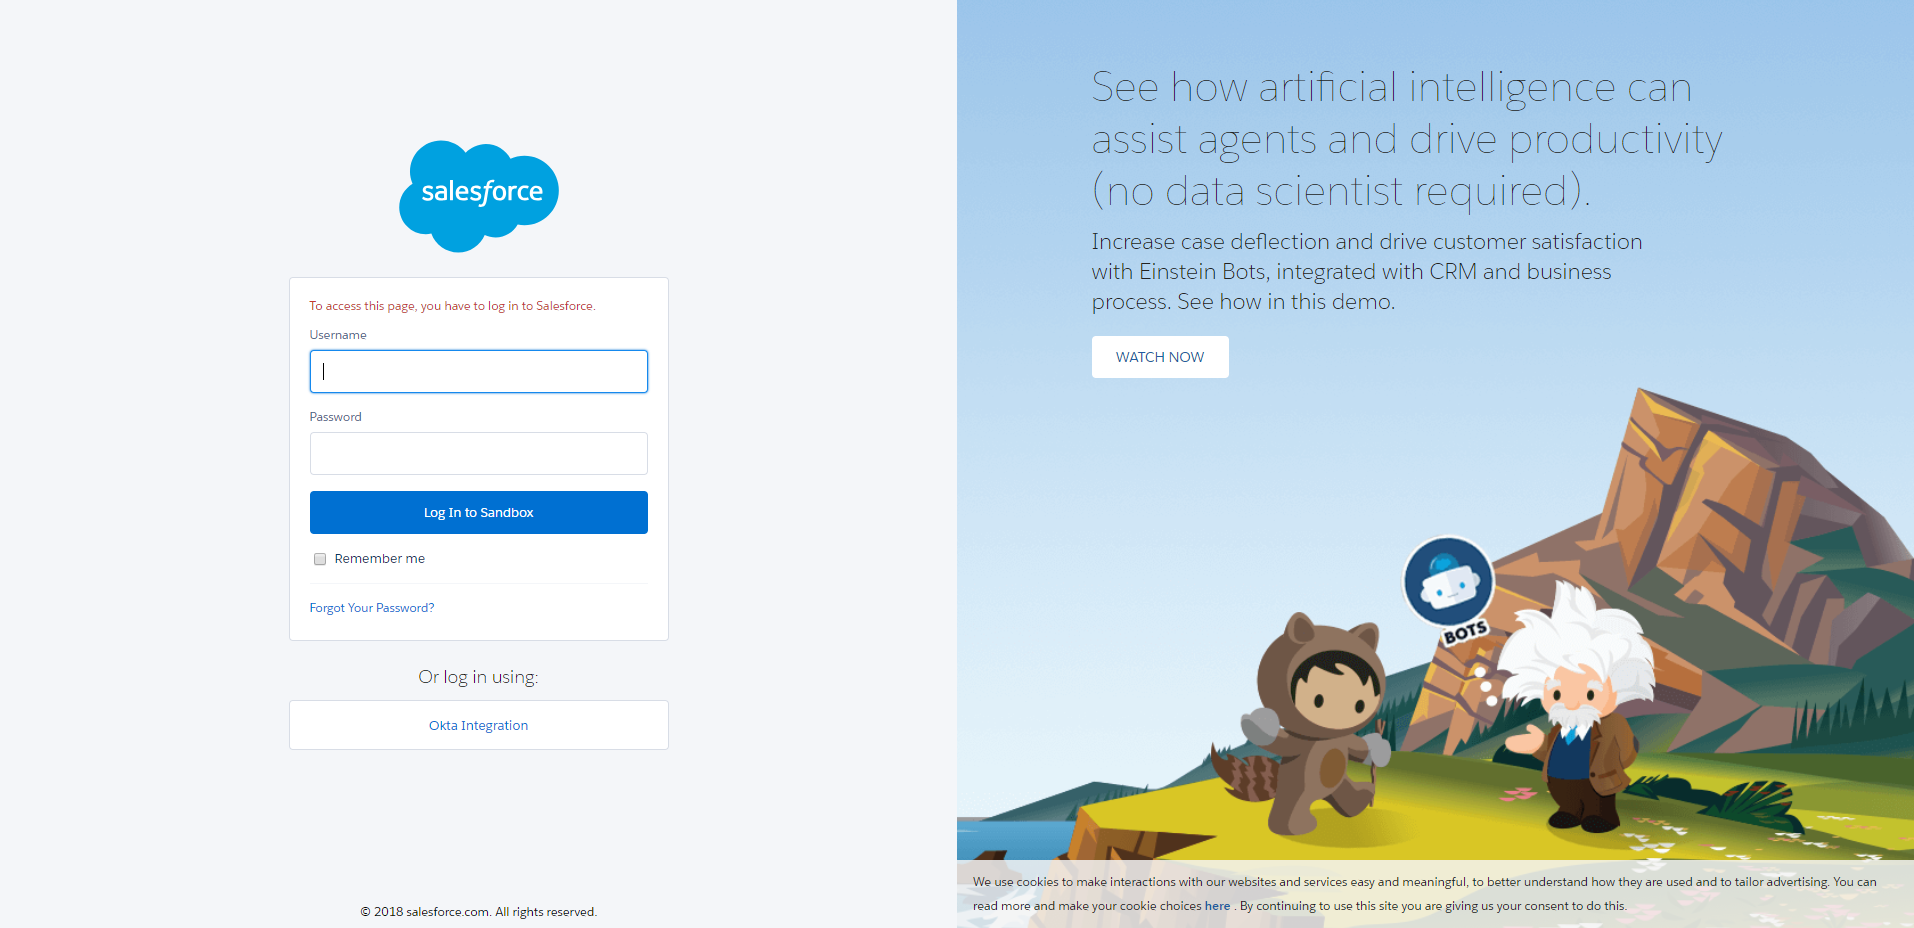 salesforce
To access this page, you have to log in to Salesforce.
Username
Password
Log In to Sandbox
Remember me
Forgot Your Password?
Or log in using:
Okta Integration
© 2018 salesforce.com. All rights reserved.
See how artificial intelligence can
assist agents and drive productivity
(no data scientist required).
Increase case deflection and drive customer satisfaction
with Einstein Bots, integrated with CRM and business
process. See how in this demo.
WATCH NOW
BOTS
We use cookies to make interactions with our websites and services easy and meaningful, to better understand how they are used and to tailor advertising. You can
read more and make your cookie choices here . By continuing to use this site you are giving us your consent to do this.